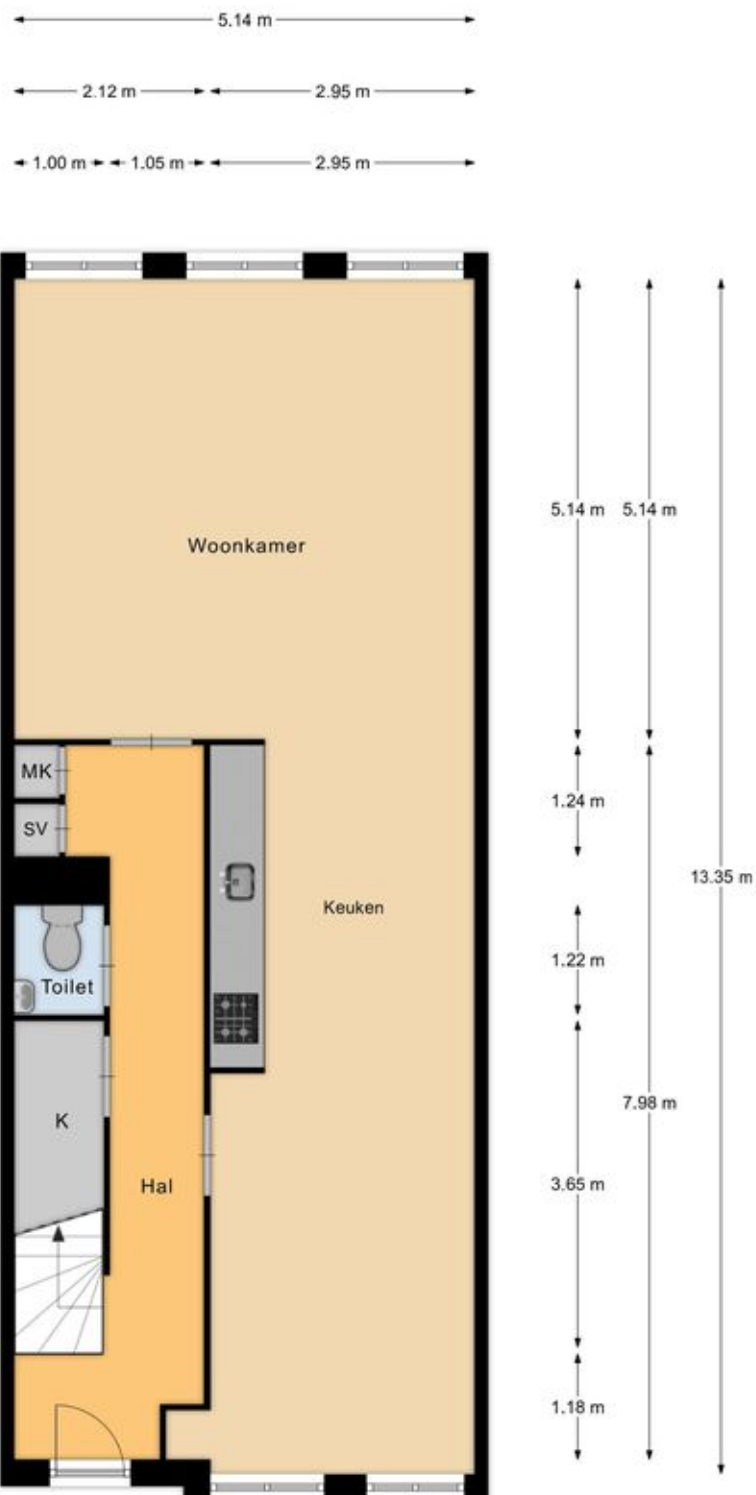 5.14 m
2.12 m 2.95 m
1.00 m 1.05 m 2.95 m
5.14 m 5.14 m
Woonkamer
MK
1.24 m
SV
13.35 m
Keuken
1.22 m
Toilet
7.98 m
K
3.65 m
Hal
1.18 m